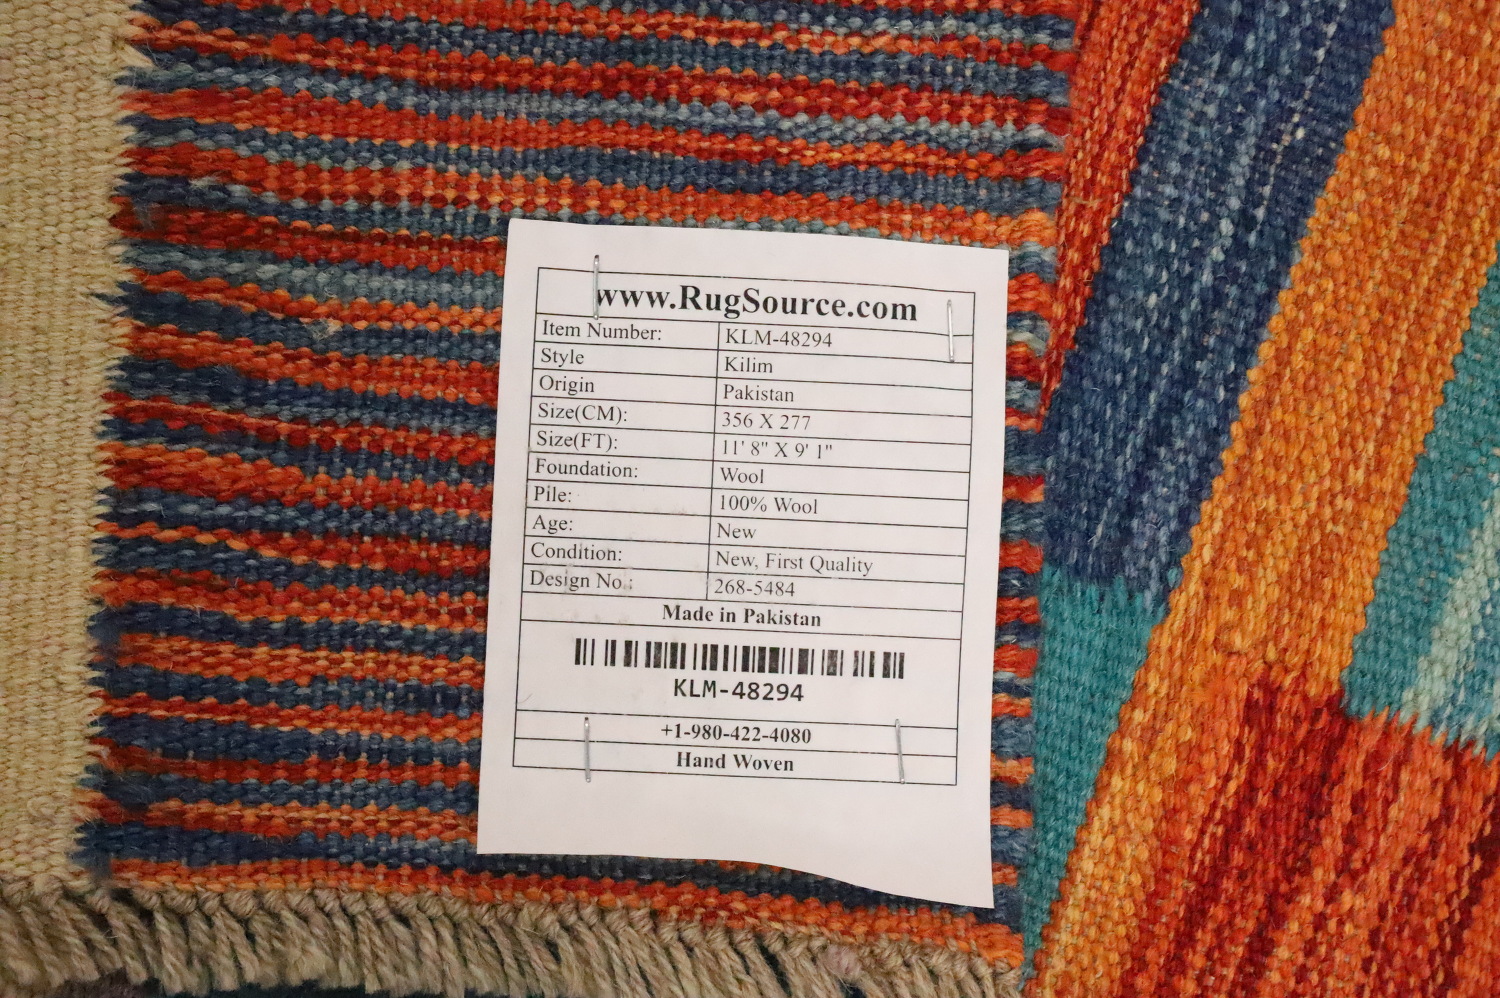 www.RugSource.com
Item Number: KLM-48294
Style Kilim
Origin Pakistan
Size(CM): 356 X 277
Size(FT): 11' 8" X 9' 1"
Foundation: Wool
Pile: 100% Wool
Age: New
Condition: New, First Quality
Design No.: 268-5484
Made in Pakistan
KLM-48294
+1-980-422-4080
Hand Woven